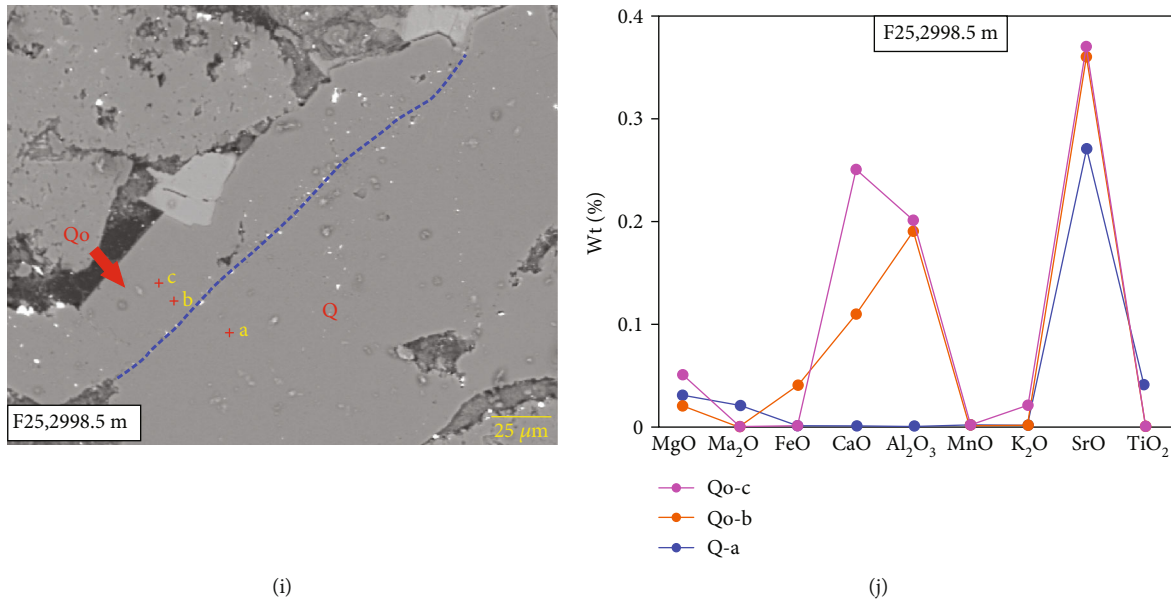 Qo
c
b
a
Q
F25,2998.5 m
25 μm
(i)
F25,2998.5 m
Wt (%)
0.4
0.3
0.2
0.1
0
MgO Ma₂O FeO CaO Al₂O₃ MnO K₂O SrO TiO₂
Qo-c
Qo-b
Q-a
(j)